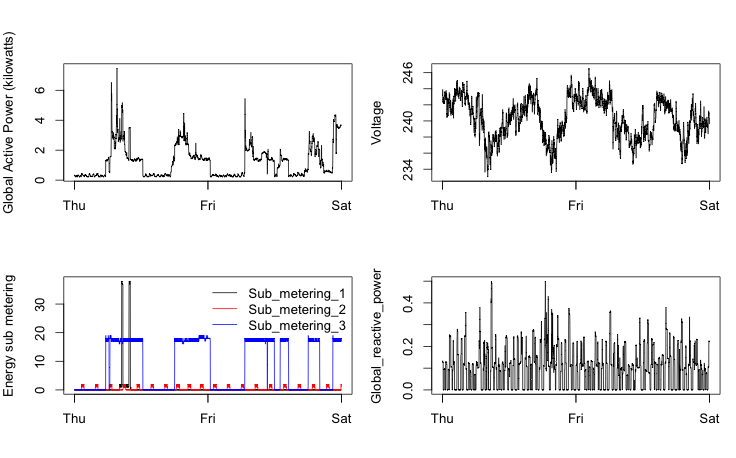 Global Active Power (kilowatts)
0 2 4 6
Thu Fri Sat
Voltage
234 240 246
Thu Fri Sat
Energy sub metering
0 10 20 30
Sub_metering_1
Sub_metering_2
Sub_metering_3
Thu Fri Sat
Global_reactive_power
0.0 0.2 0.4
Thu Fri Sat